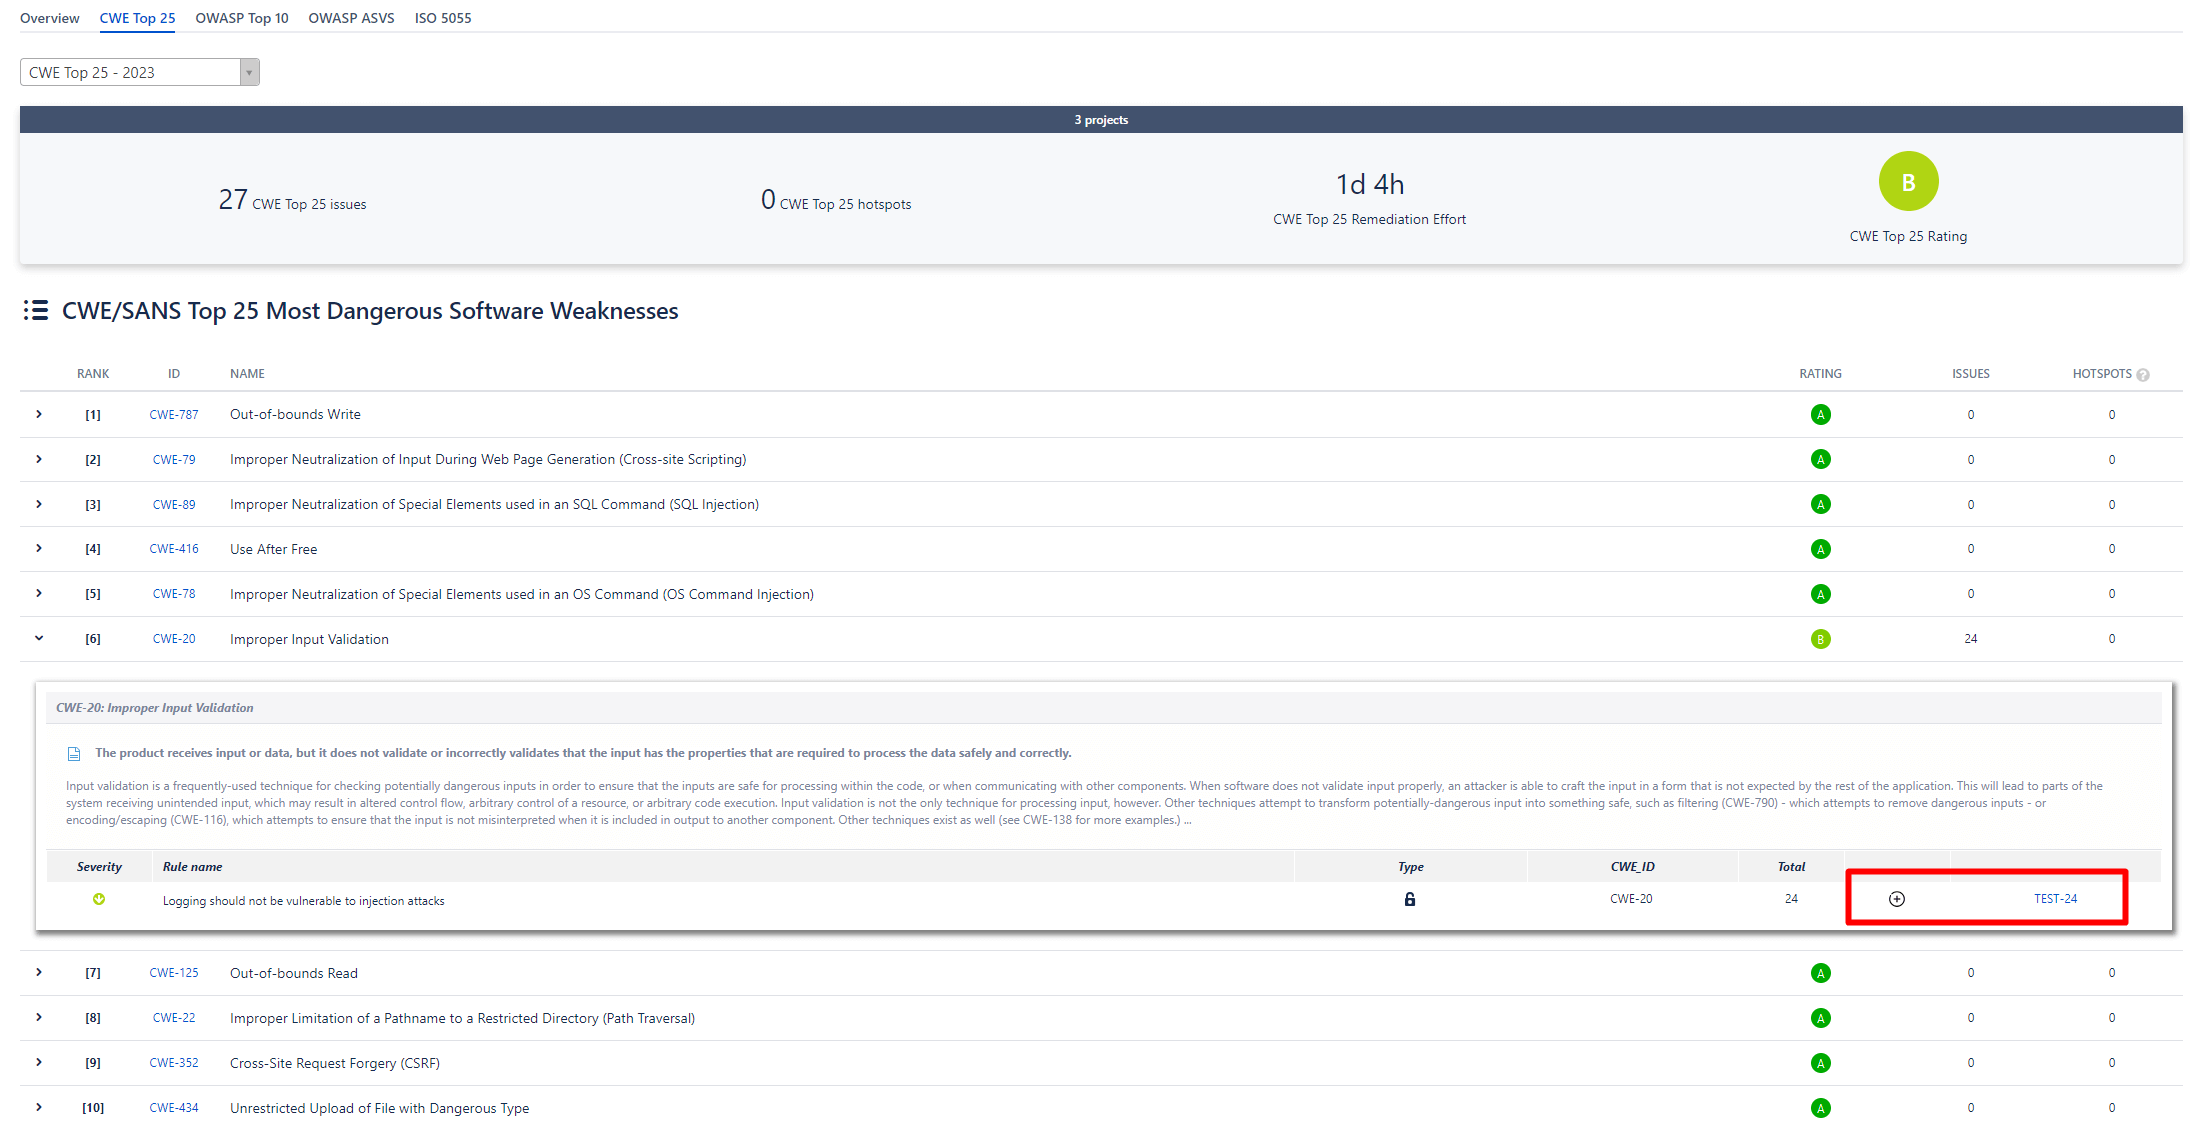 Overview CWE Top 25 OWASP Top 10 OWASP ASVS ISO 5055
CWE Top 25 - 2023
3 projects
27 CWE Top 25 issues
0 CWE Top 25 hotspots
1d 4h
CWE Top 25 Remediation Effort
B
CWE Top 25 Rating
CWE/SANS Top 25 Most Dangerous Software Weaknesses
RANK ID NAME RATING ISSUES HOTSPOTS ?
[1] CWE-787 Out-of-bounds Write A 0 0
[2] CWE-79 Improper Neutralization of Input During Web Page Generation (Cross-site Scripting) A 0 0
[3] CWE-89 Improper Neutralization of Special Elements used in an SQL Command (SQL Injection) A 0 0
[4] CWE-416 Use After Free A 0 0
[5] CWE-78 Improper Neutralization of Special Elements used in an OS Command (OS Command Injection) A 0 0
[6] CWE-20 Improper Input Validation B 24 0
CWE-20: Improper Input Validation
The product receives input or data, but it does not validate or incorrectly validates that the input has the properties that are required to process the data safely and correctly.
Input validation is a frequently-used technique for checking potentially dangerous inputs in order to ensure that the inputs are safe for processing within the code, or when communicating with other components. When software does not validate input properly, an attacker is able to craft the input in a form that is not expected by the rest of the application. This will lead to parts of the
system receiving unintended input, which may result in altered control flow, arbitrary control of a resource, or arbitrary code execution. Input validation is not the only technique for processing input, however. Other techniques attempt to transform potentially-dangerous input into something safe, such as filtering (CWE-790) - which attempts to remove dangerous inputs - or
encoding/escaping (CWE-116), which attempts to ensure that the input is not misinterpreted when it is included in output to another component. Other techniques exist as well (see CWE-138 for more examples.) ...
Severity Rule name Type CWE_ID Total
Logging should not be vulnerable to injection attacks CWE-20 24 TEST-24
[7] CWE-125 Out-of-bounds Read A 0 0
[8] CWE-22 Improper Limitation of a Pathname to a Restricted Directory (Path Traversal) A 0 0
[9] CWE-352 Cross-Site Request Forgery (CSRF) A 0 0
[10] CWE-434 Unrestricted Upload of File with Dangerous Type A 0 0